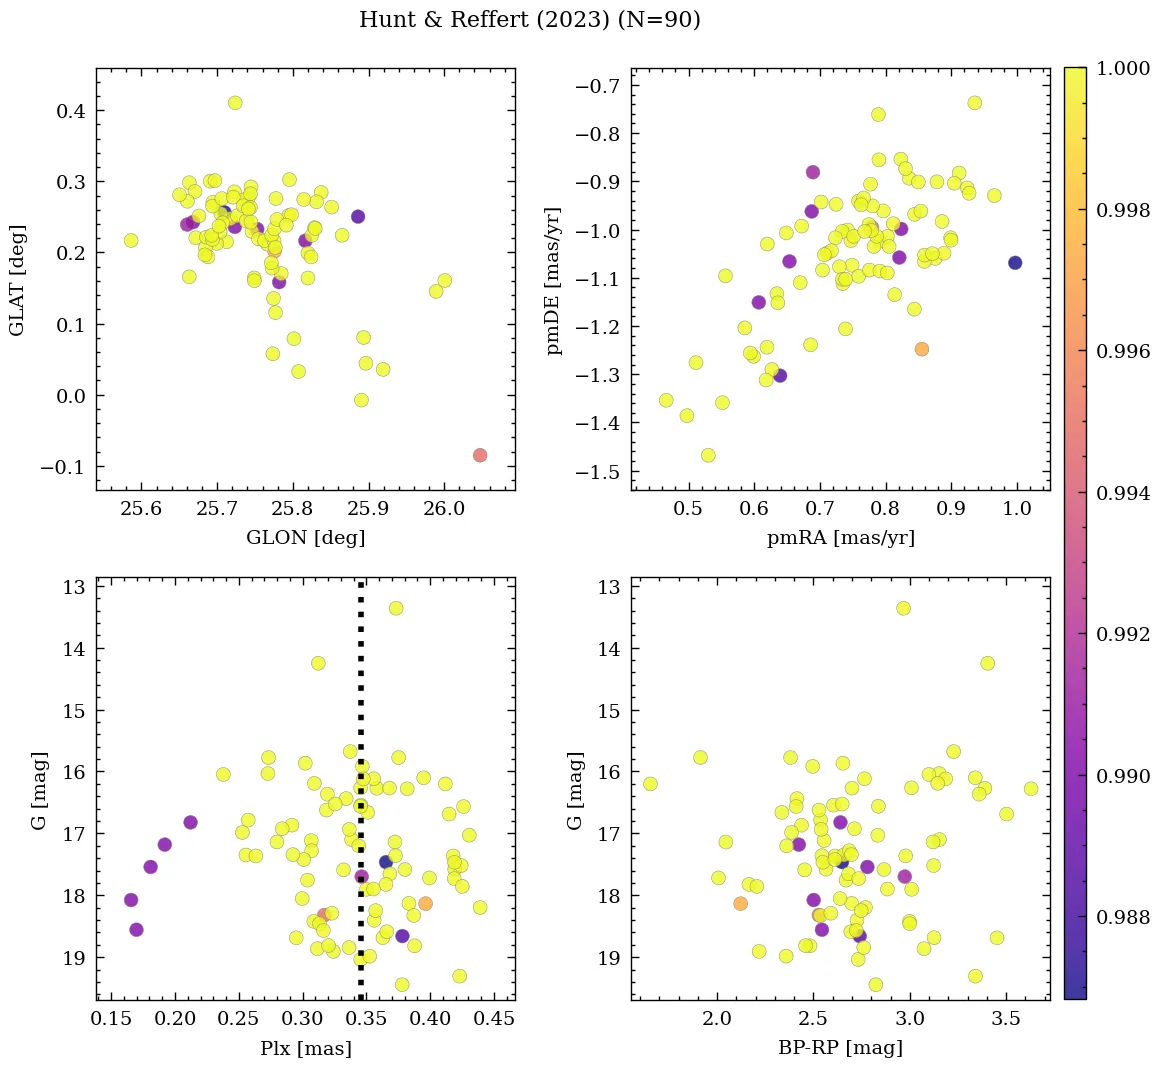 Hunt & Reffert (2023) (N=90)
0.4
0.3
0.2
0.1
0.0
−0.1
GLAT [deg]
25.6 25.7 25.8 25.9 26.0
GLON [deg]
−0.7
−0.8
−0.9
−1.0
−1.1
−1.2
−1.3
−1.4
−1.5
pmDE [mas/yr]
0.5 0.6 0.7 0.8 0.9 1.0
pmRA [mas/yr]
13
14
15
16
17
18
19
G [mag]
0.15 0.20 0.25 0.30 0.35 0.40 0.45
Plx [mas]
13
14
15
16
17
18
19
G [mag]
2.0 2.5 3.0 3.5
BP-RP [mag]
1.000
0.998
0.996
0.994
0.992
0.990
0.988